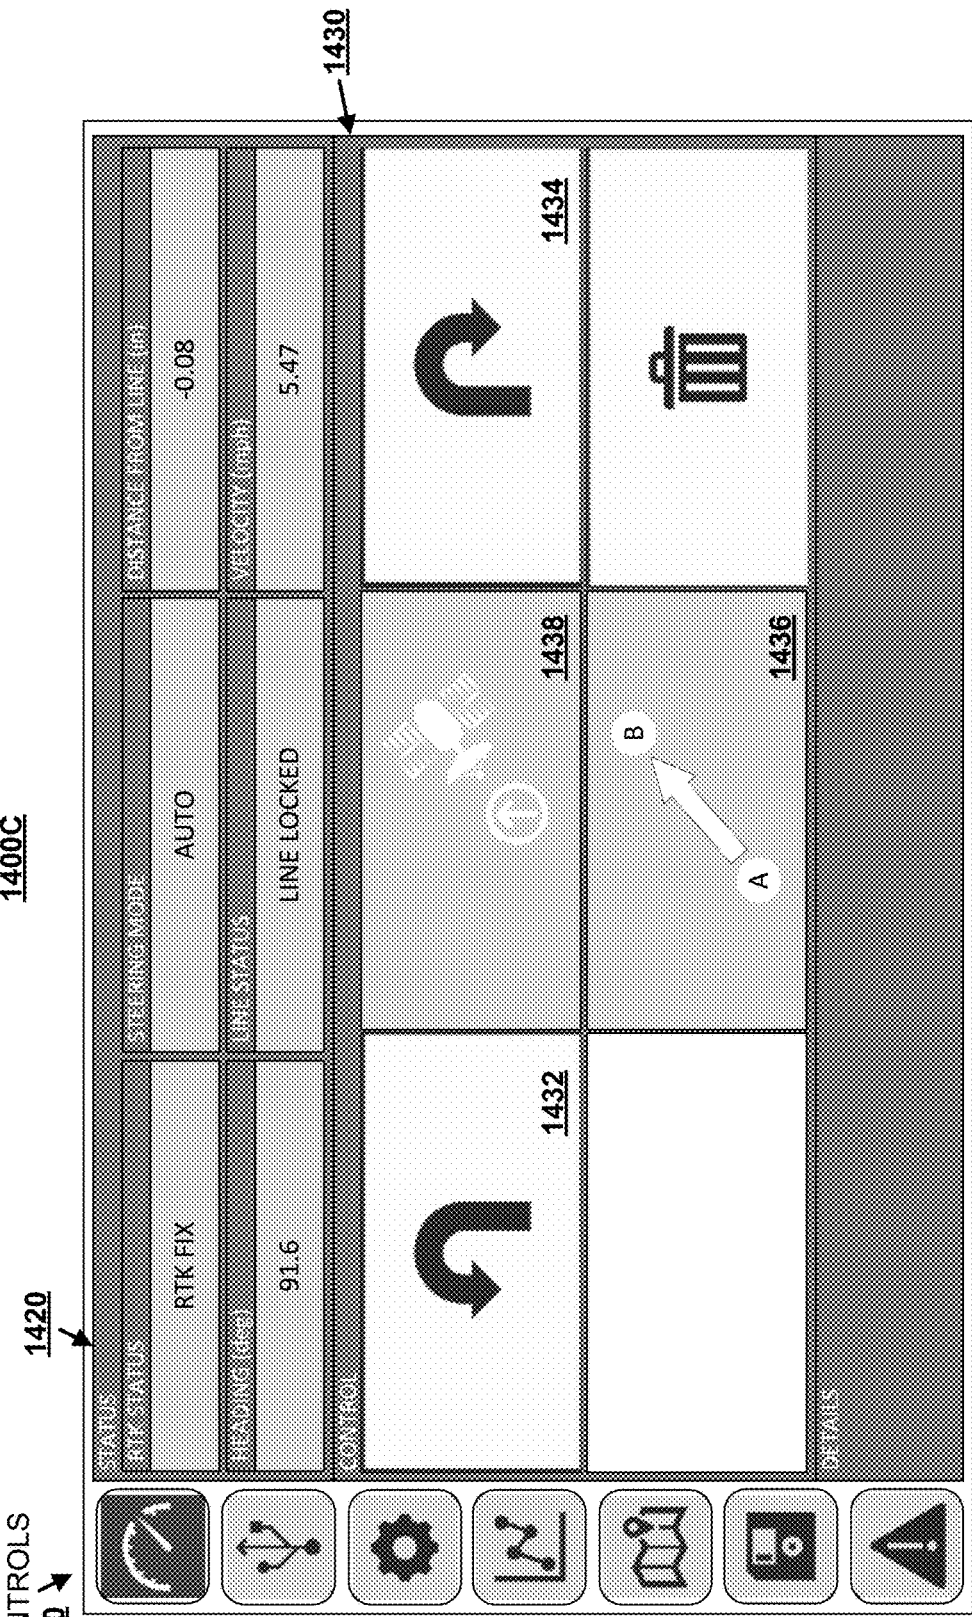 1400C
NTROLS
1420
1430
STATUS
RTK STATUS
STEERING MODE
DISTANCE FROM LINE (in)
RTK FIX
AUTO
-0.08
HEADING (deg)
LINE STATUS
VELOCITY (mph)
91.6
LINE LOCKED
5.47
CONTROL
1432
1438
1434
A
B
1436
DETAILS